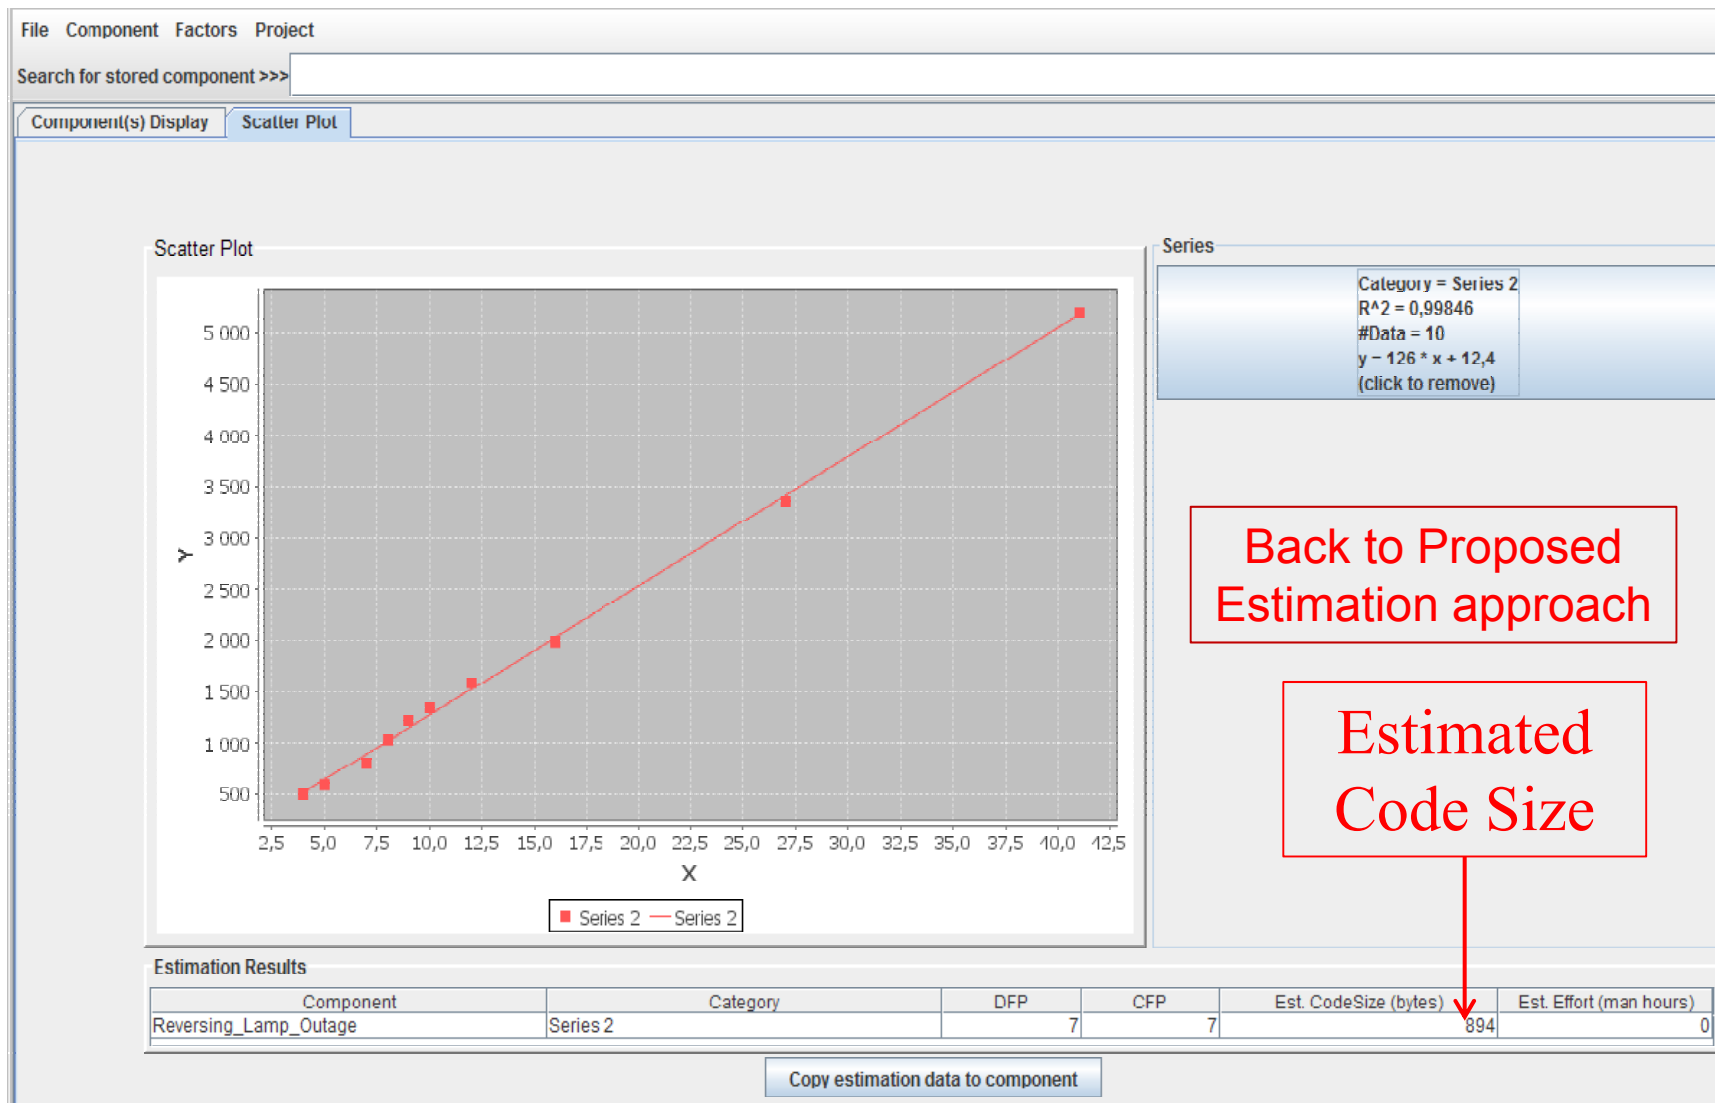 File Component Factors Project
Search for stored component >>>
Component(s) Display Scatter Plot
Scatter Plot
Series
Category = Series 2
R^2 = 0,99846
#Data = 10
y = 126 * x + 12,4
(click to remove)
5 000
4 500
4 000
3 500
3 000
2 500
2 000
1 500
1 000
500
Y
2,5 5,0 7,5 10,0 12,5 15,0 17,5 20,0 22,5 25,0 27,5 30,0 32,5 35,0 37,5 40,0 42,5
X
Series 2 Series 2
Back to Proposed
Estimation approach
Estimated
Code Size
Estimation Results
Component Category DFP CFP Est. CodeSize (bytes) Est. Effort (man hours)
Reversing_Lamp_Outage Series 2 7 7 894 0
Copy estimation data to component